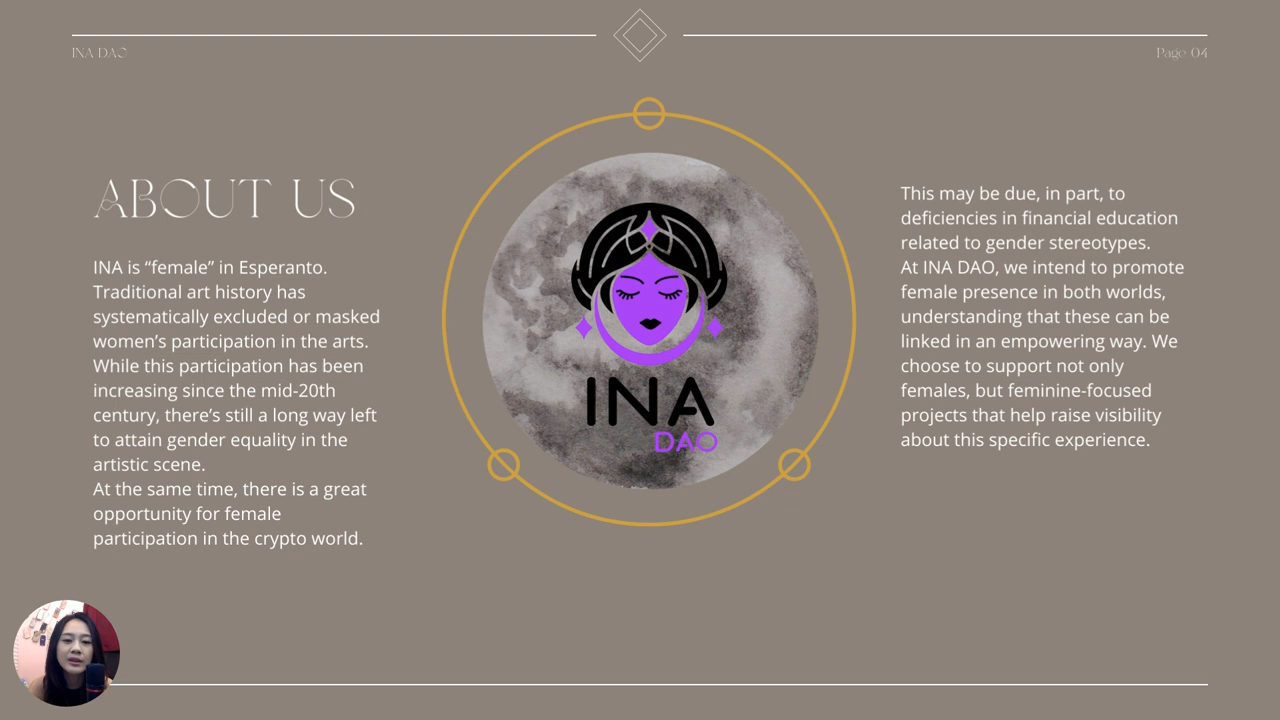 INA DAO
Page 04
ABOUT US
INA is “female” in Esperanto.
Traditional art history has
systematically excluded or masked
women’s participation in the arts.
While this participation has been
increasing since the mid-20th
century, there’s still a long way left
to attain gender equality in the
artistic scene.
At the same time, there is a great
opportunity for female
participation in the crypto world.
INA
DAO
This may be due, in part, to
deficiencies in financial education
related to gender stereotypes.
At INA DAO, we intend to promote
female presence in both worlds,
understanding that these can be
linked in an empowering way. We
choose to support not only
females, but feminine-focused
projects that help raise visibility
about this specific experience.